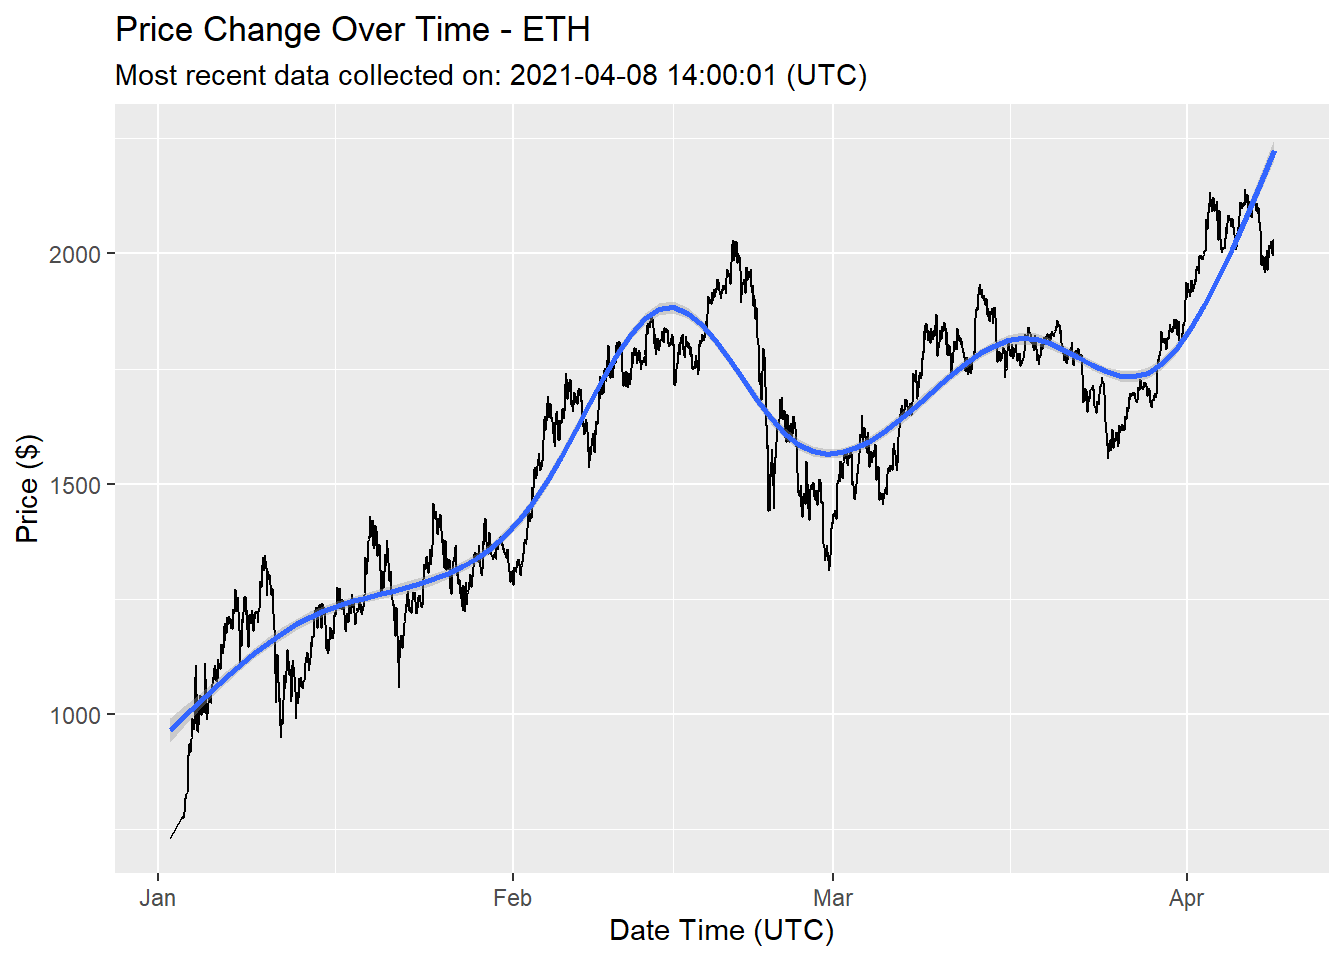 Price Change Over Time - ETH
Most recent data collected on: 2021-04-08 14:00:01 (UTC)
Price ($)
2000
1500
1000
Jan Feb Mar Apr
Date Time (UTC)